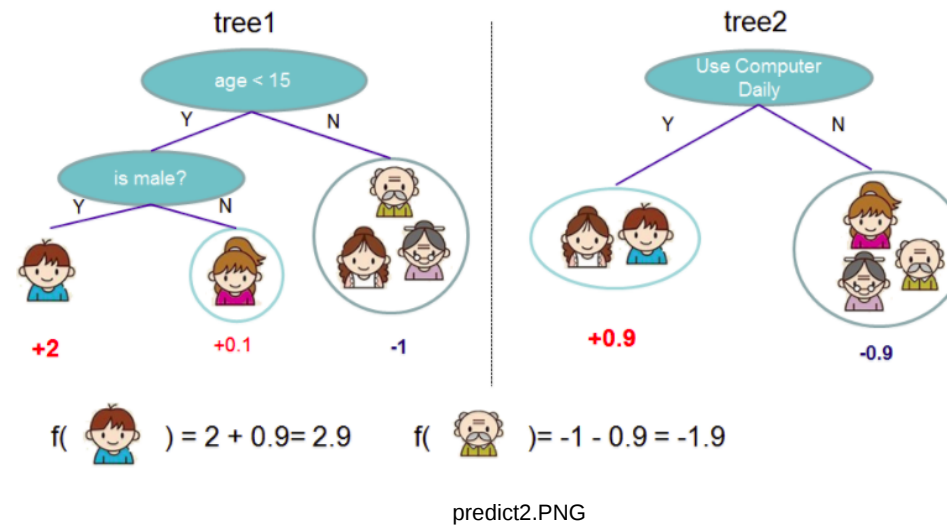 tree1
tree2
age < 15
Use Computer
Daily
Y
N
Y
N
is male?
Y
N
+2
+0.1
-1
+0.9
-0.9
f( ) = 2 + 0.9= 2.9
f( )= -1 - 0.9 = -1.9
predict2.PNG